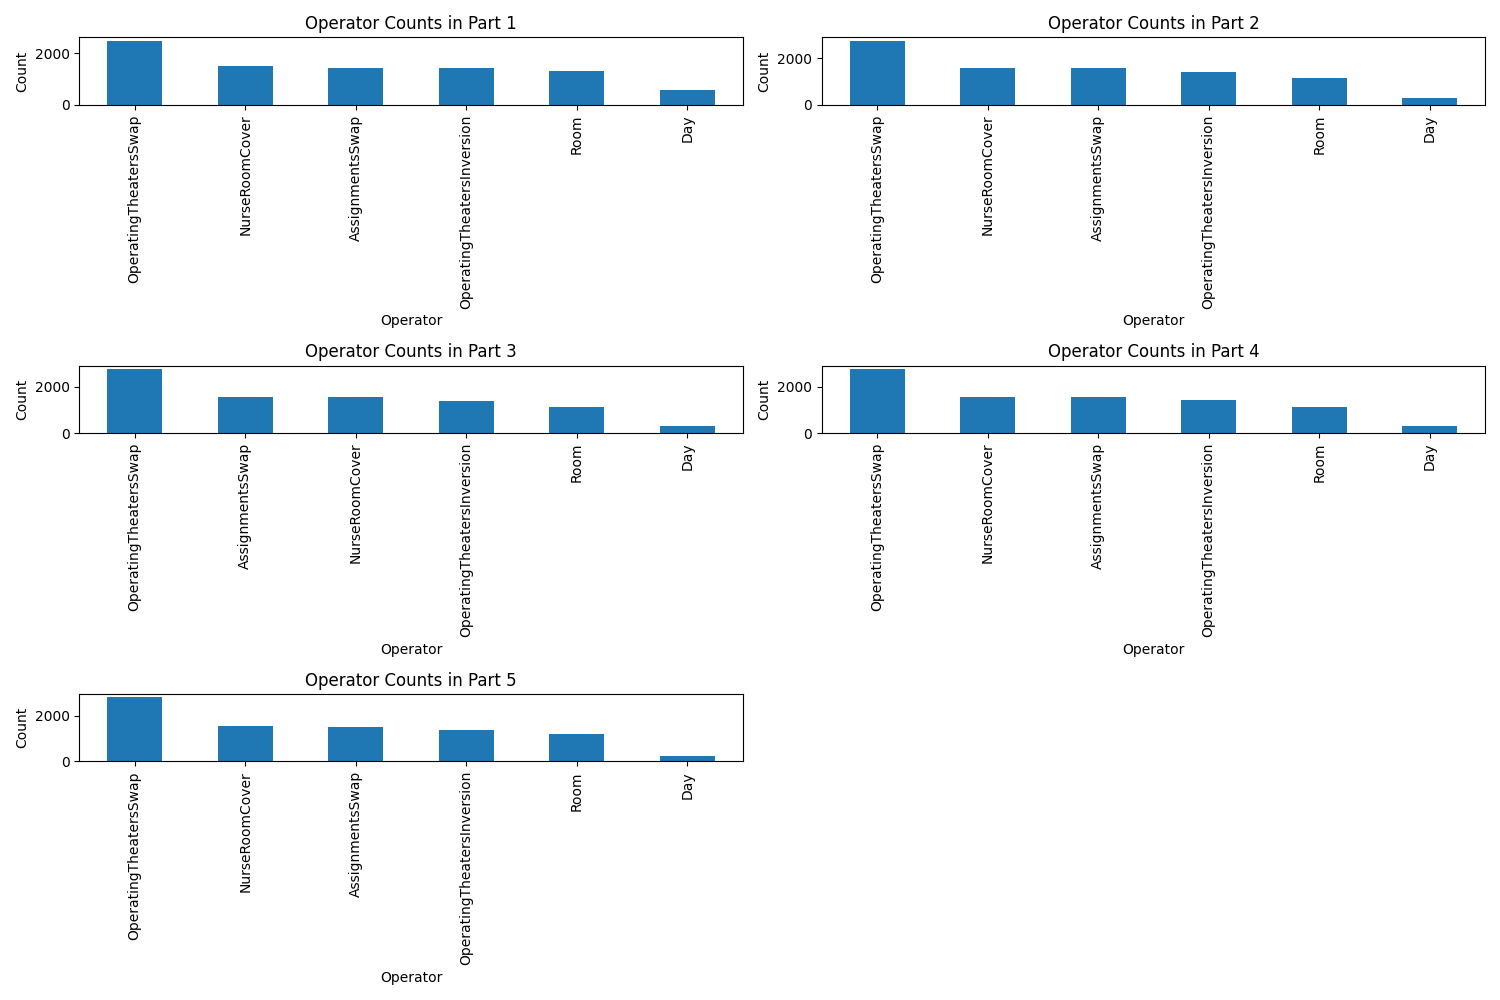 Operator Counts in Part 1
Count
2000
0
OperatingTheatersSwap
NurseRoomCover
AssignmentsSwap
OperatingTheatersInversion
Room
Day
Operator
Operator Counts in Part 2
Count
2000
0
OperatingTheatersSwap
NurseRoomCover
AssignmentsSwap
OperatingTheatersInversion
Room
Day
Operator
Operator Counts in Part 3
Count
2000
0
OperatingTheatersSwap
AssignmentsSwap
NurseRoomCover
OperatingTheatersInversion
Room
Day
Operator
Operator Counts in Part 4
Count
2000
0
OperatingTheatersSwap
NurseRoomCover
AssignmentsSwap
OperatingTheatersInversion
Room
Day
Operator
Operator Counts in Part 5
Count
2000
0
OperatingTheatersSwap
NurseRoomCover
AssignmentsSwap
OperatingTheatersInversion
Room
Day
Operator